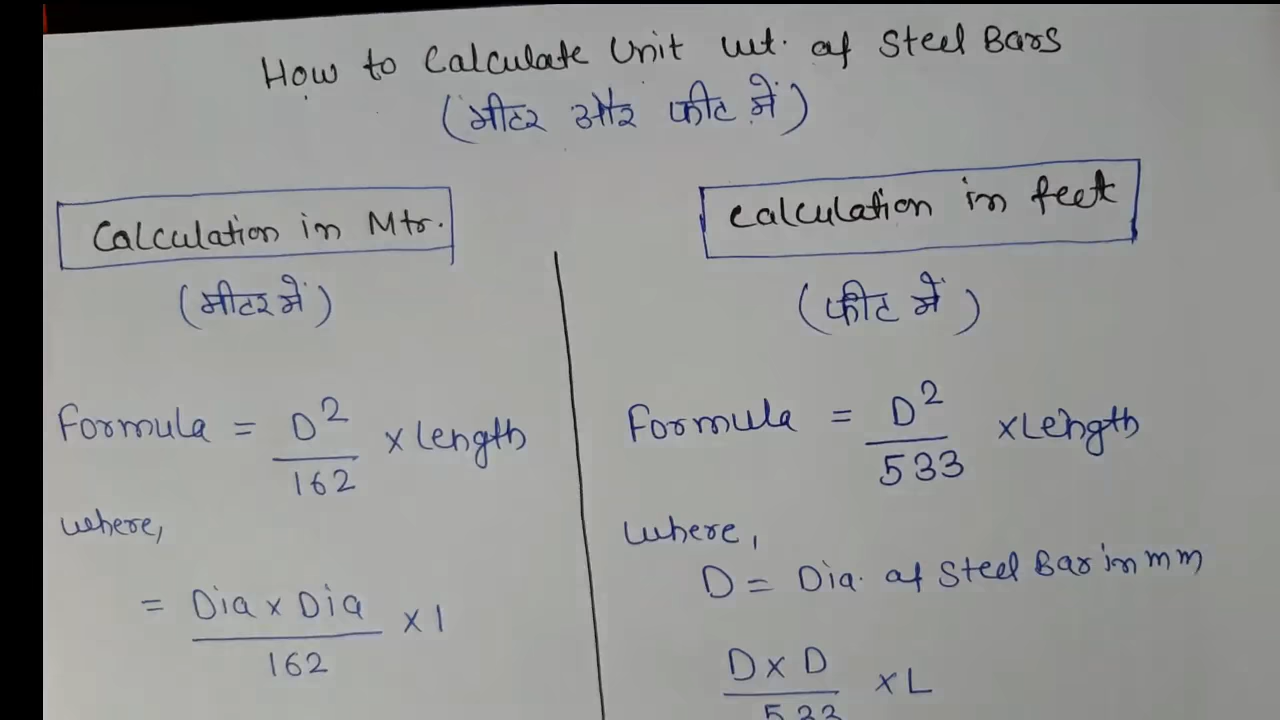 How to Calculate Unit wt. of Steel Bars
(मीटर और फीट में)
Calculation in Mtr.
(मीटर में)
Formula = D²/162 × Length
where,
= Dia × Dia/162 × 1
Calculation in feet
(फीट में)
Formula = D²/533 × Length
where,
D = Dia. of Steel Bar in mm
D × D/533 × L